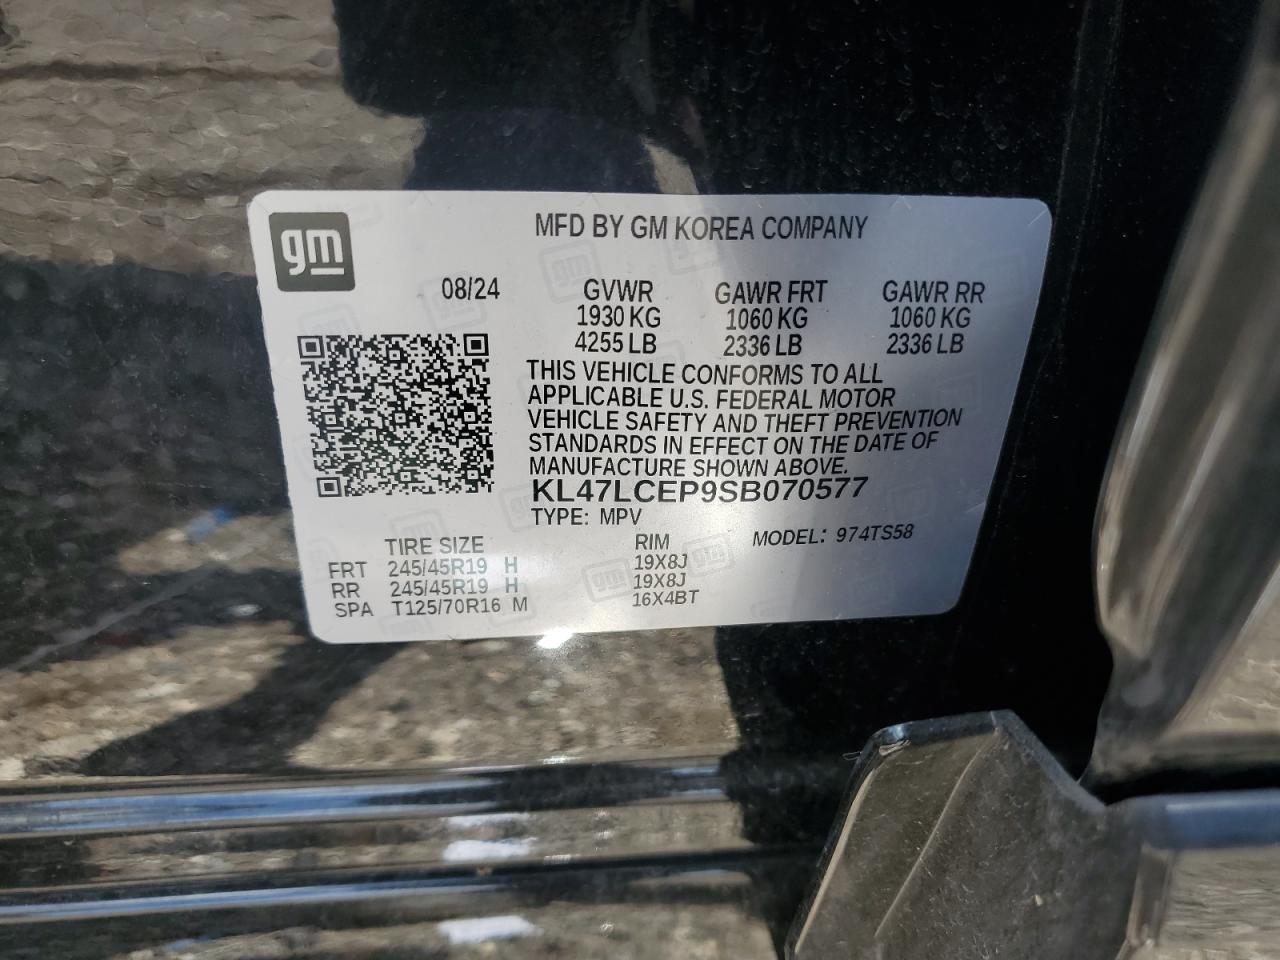 gm
MFD BY GM KOREA COMPANY
08/24 GVWR GAWR FRT GAWR RR
1930 KG 1060 KG 1060 KG
4255 LB 2336 LB 2336 LB
THIS VEHICLE CONFORMS TO ALL
APPLICABLE U.S. FEDERAL MOTOR
VEHICLE SAFETY AND THEFT PREVENTION
STANDARDS IN EFFECT ON THE DATE OF
MANUFACTURE SHOWN ABOVE.
KL47LCEP9SB070577
TYPE: MPV MODEL: 974TS58
TIRE SIZE RIM
FRT 245/45R19 H 19X8J
RR 245/45R19 H 19X8J
SPA T125/70R16 M 16X4BT